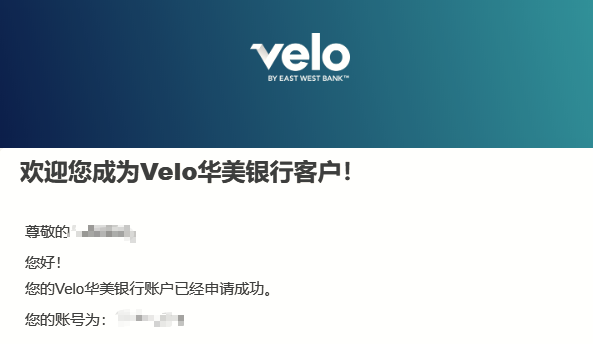 velo
BY EAST WEST BANK™
欢迎您成为Velo华美银行客户！
尊敬的
您好！
您的Velo华美银行账户已经申请成功。
您的账号为：